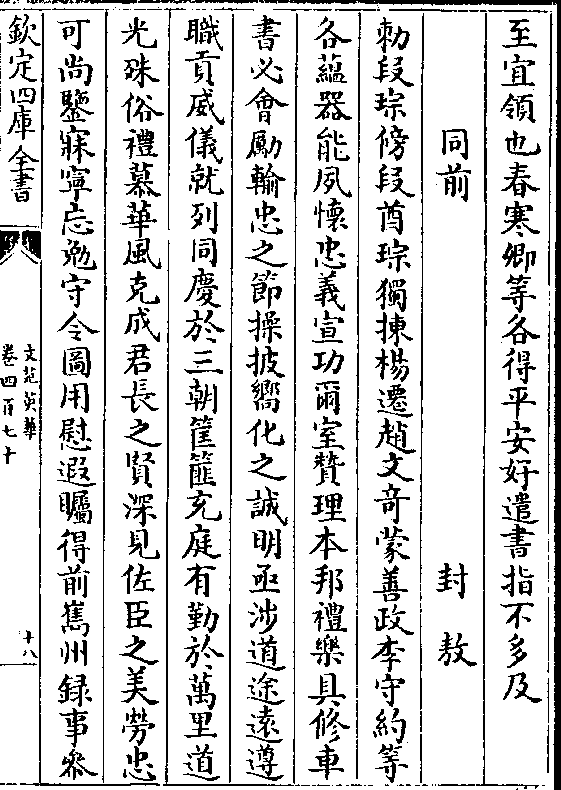 至宜領也春寒卿等各得平安好遣書指不多及
同前 封敖
勅段琮傍段酋琮獨揀楊遷趙文竒蒙善政李守約等
各蘊器能夙懷忠義宣功爾室贊理本邦禮樂具修車
書必會勵輸忠之節操披嚮化之誠明亟涉道途遠遵
職貢威儀就列同慶於三朝筐篚充庭有勤於萬里道
光殊俗禮慕華風克成君長之賢深見佐臣之美勞忠
可尚鑒寐寧忘勉守令圖用慰遐矚得前嶲州録事參
欽定四庫全書
文苑英華
卷四百七十
十八